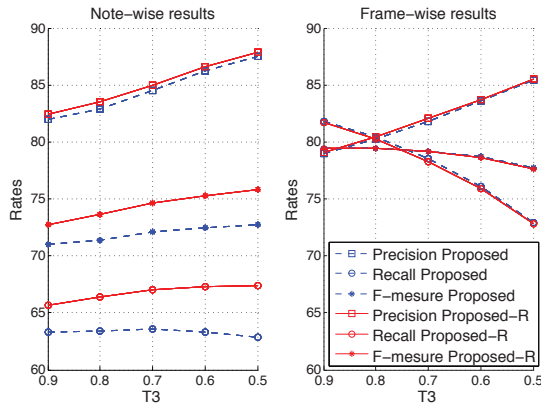 Note-wise results
Frame-wise results
90
85
80
75
70
65
60
Rates
0.9
0.8
0.7
0.6
0.5
T3
90
85
80
75
70
65
60
Rates
0.9
0.8
0.7
0.6
0.5
T3
Precision Proposed
Recall Proposed
F-mesure Proposed
Precision Proposed-R
Recall Proposed-R
F-mesure Proposed-R